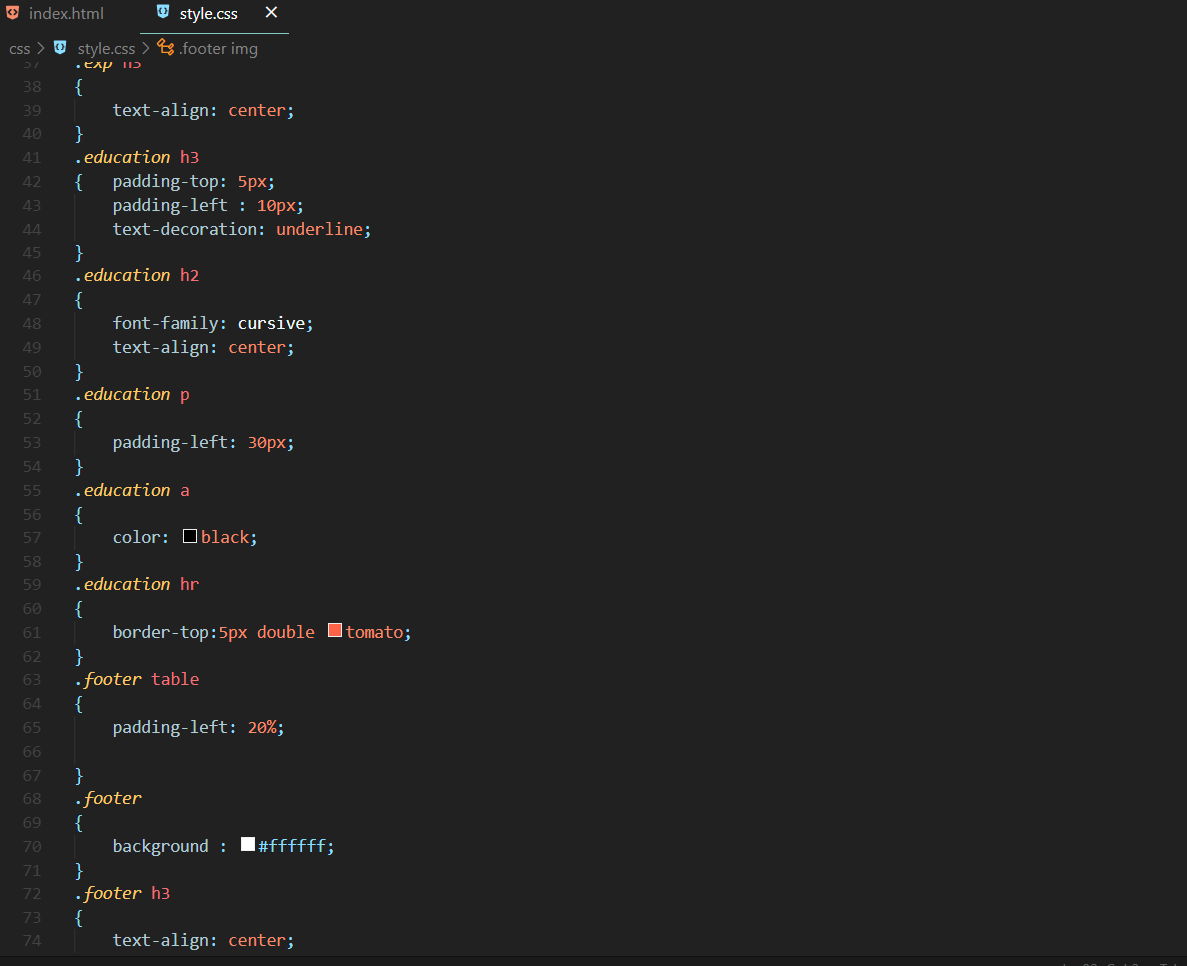 index.html style.css ×
css > style.css > .footer img
37 .exp h3
38 {
39 text-align: center;
40 }
41 .education h3
42 { padding-top: 5px;
43 padding-left : 10px;
44 text-decoration: underline;
45 }
46 .education h2
47 {
48 font-family: cursive;
49 text-align: center;
50 }
51 .education p
52 {
53 padding-left: 30px;
54 }
55 .education a
56 {
57 color: black;
58 }
59 .education hr
60 {
61 border-top:5px double tomato;
62 }
63 .footer table
64 {
65 padding-left: 20%;
66
67 }
68 .footer
69 {
70 background : #ffffff;
71 }
72 .footer h3
73 {
74 text-align: center;